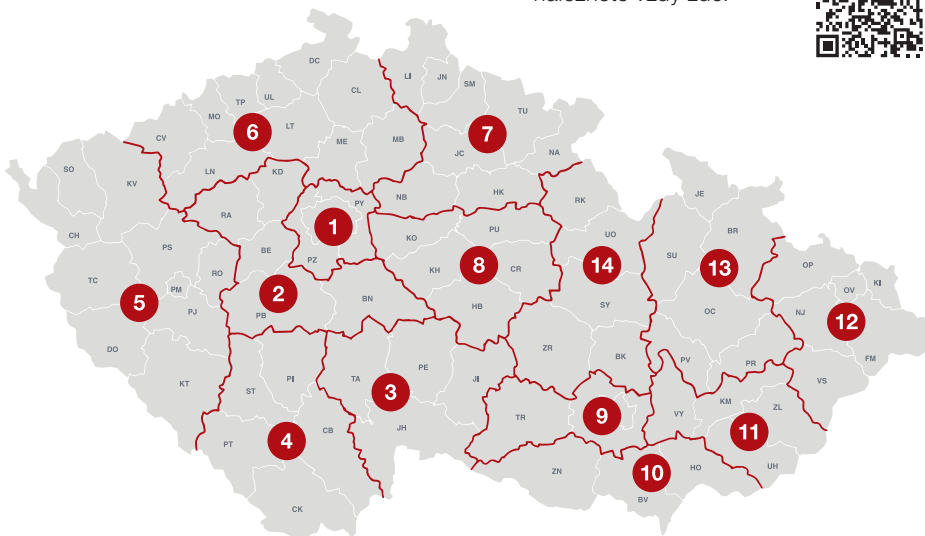 DC
LI
JN
SM
CL
TP
UL
TU
MO
LT
6
7
CV
ME
MB
JC
NA
SO
LN
KD
KV
NB
HK
RK
JE
PY
RA
1
PU
BR
CH
PS
BE
KO
UO
PZ
SU
OP
TC
RO
KH
8
CR
14
13
KI
PM
2
BN
OV
5
PJ
PB
HB
SY
OC
NJ
12
DO
ZR
BK
PV
PR
FM
KT
ST
PI
TA
3
PE
JI
VS
TR
9
VY
KM
ZL
PT
4
CB
JH
11
ZN
10
HO
UH
BV
CK